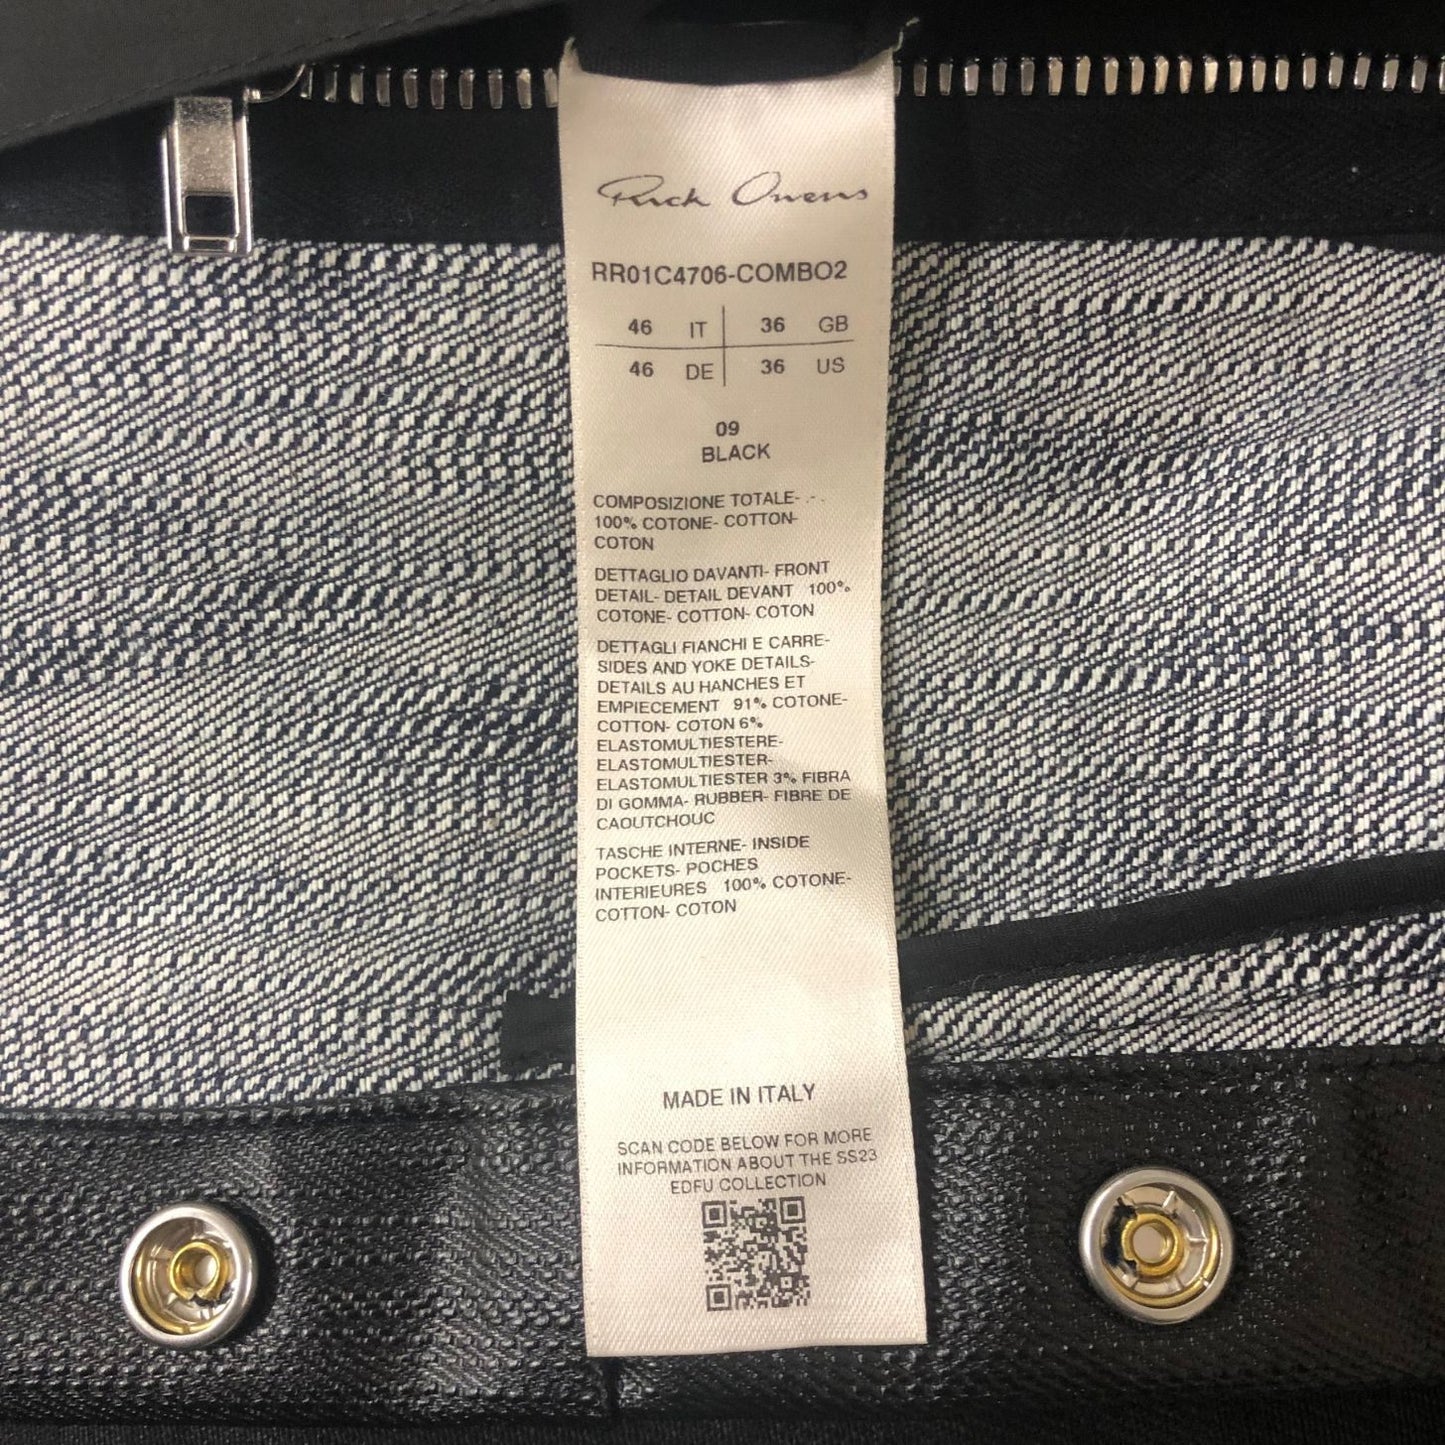 Rick Owens
RR01C4706-COMBO2
46 IT 36 GB
46 DE 36 US
09
BLACK
COMPOSIZIONE TOTALE-
100% COTONE- COTTON-
COTON
DETTAGLIO DAVANTI- FRONT
DETAIL- DETAIL DEVANT 100%
COTONE- COTTON- COTON
DETTAGLI FIANCHI E CARRE-
SIDES AND YOKE DETAILS-
DETAILS AU HANCHES ET
EMPIECEMENT 91% COTONE-
COTTON- COTON 6%
ELASTOMULTIESTERE-
ELASTOMULTIESTER-
ELASTOMULTIESTER 3% FIBRA
DI GOMMA- RUBBER- FIBRE DE
CAOUTCHOUC
TASCHE INTERNE- INSIDE
POCKETS- POCHES
INTERIEURES 100% COTONE-
COTTON- COTON
MADE IN ITALY
SCAN CODE BELOW FOR MORE
INFORMATION ABOUT THE SS23
EDFU COLLECTION